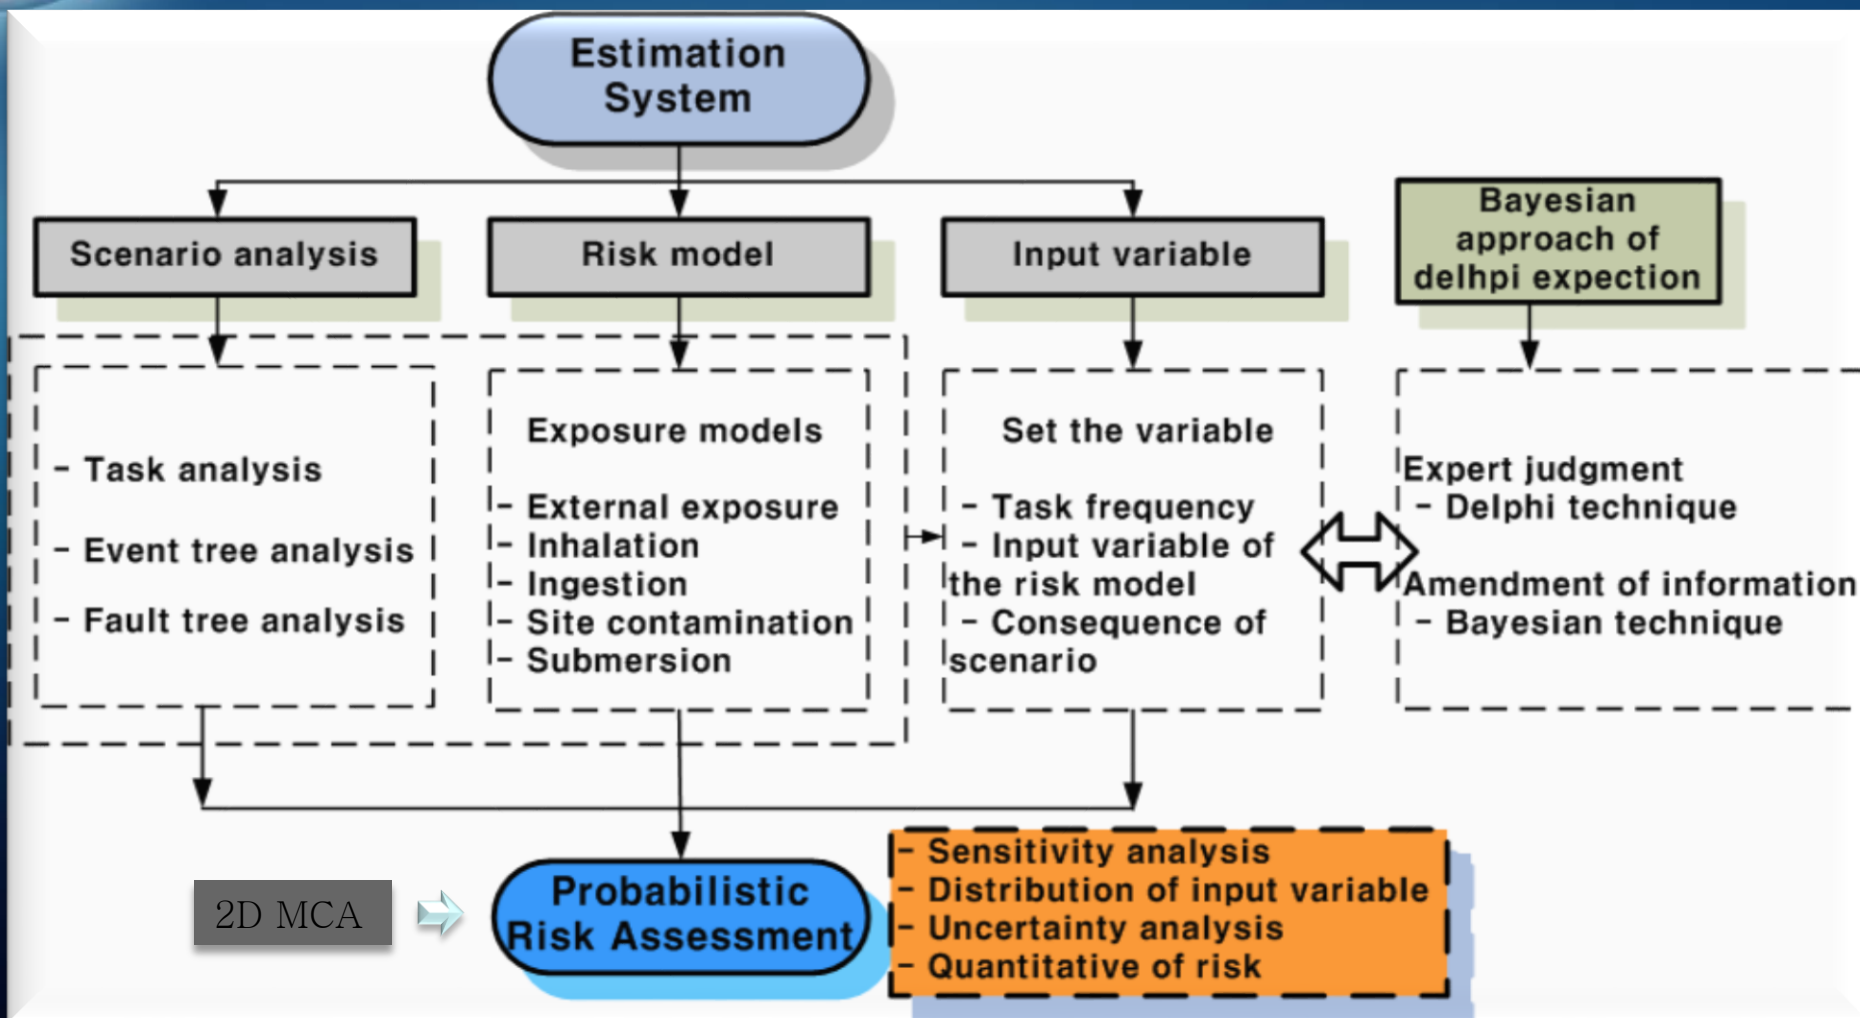 Estimation
System
Scenario analysis
Risk model
Input variable
Bayesian
approach of
delhpi expection
- Task analysis
- Event tree analysis
- Fault tree analysis
Exposure models
- External exposure
- Inhalation
- Ingestion
- Site contamination
- Submersion
Set the variable
- Task frequency
- Input variable of
the risk model
- Consequence of
scenario
Expert judgment
- Delphi technique
Amendment of information
- Bayesian technique
2D MCA
Probabilistic
Risk Assessment
- Sensitivity analysis
- Distribution of input variable
- Uncertainty analysis
- Quantitative of risk